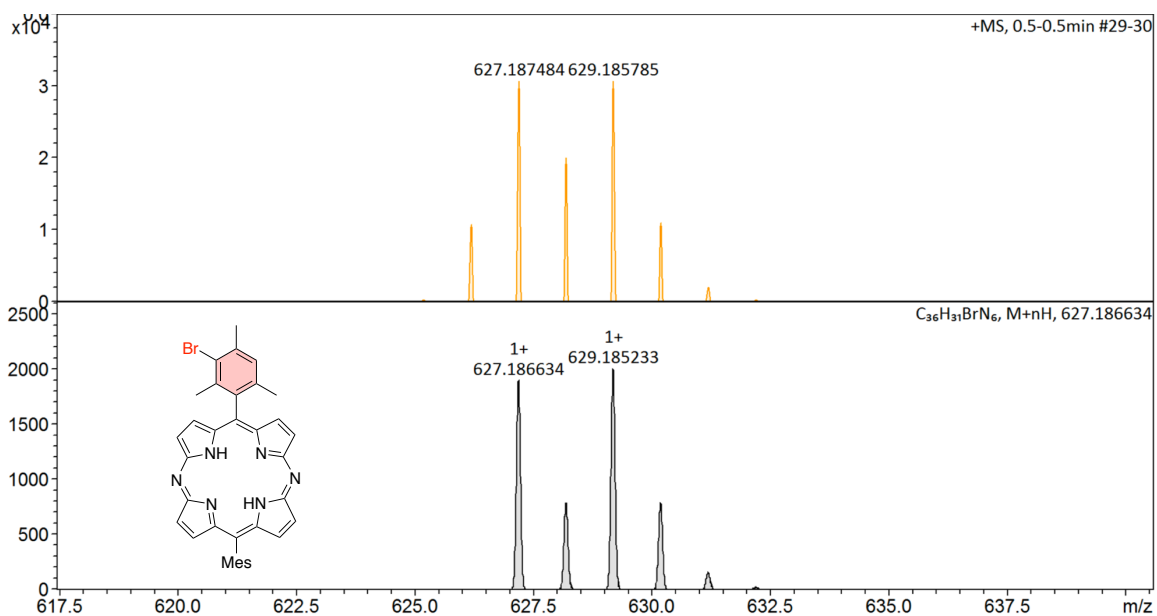 x10⁴
+MS, 0.5-0.5min #29-30
627.187484 629.185785
3
2
1
0
2500
C₃₆H₃₁BrN₆, M+nH, 627.186634
1+
1+
627.186634
629.185233
2000
1500
1000
500
0
Br
NH
N
N
N
N
HN
Mes
617.5 620.0 622.5 625.0 627.5 630.0 632.5 635.0 637.5 m/z